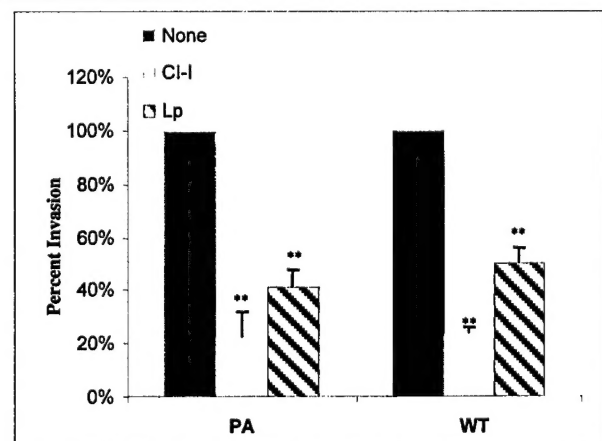 None
Cl-I
Lp
120%
100%
80%
60%
40%
20%
0%
Percent Invasion
**
**
**
**
PA
WT